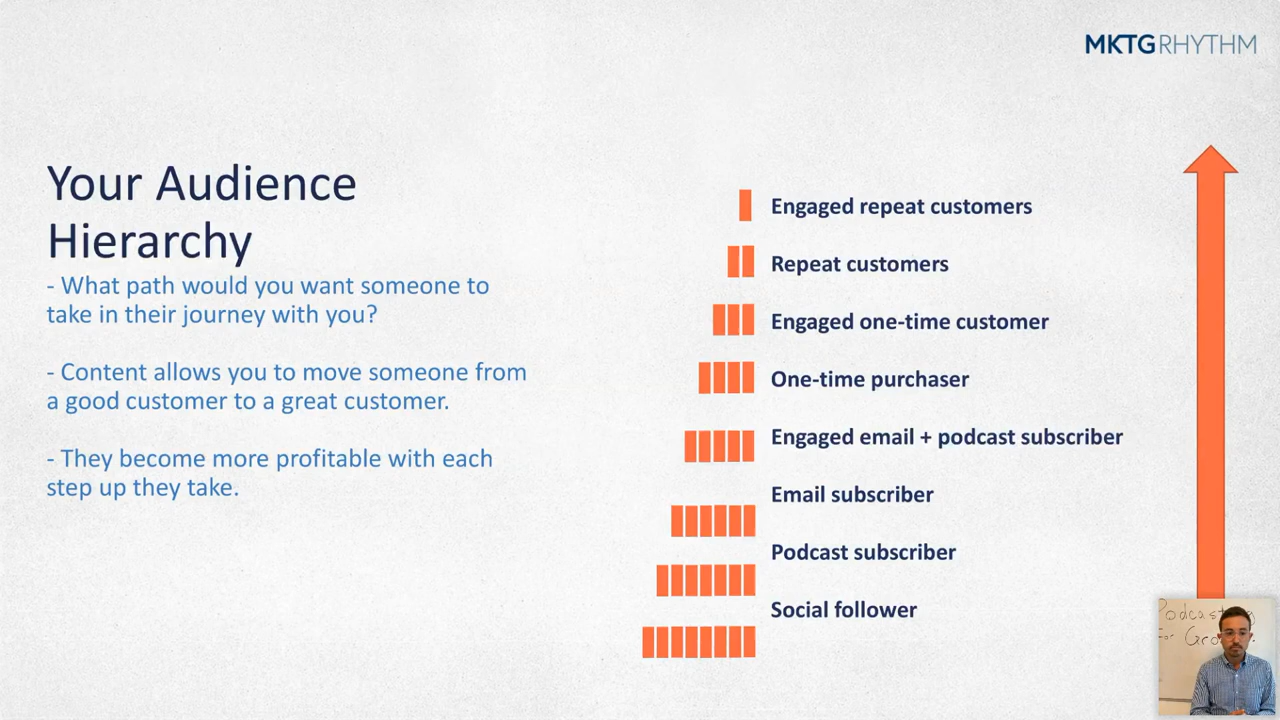 MKTGRHYTHM
Your Audience
Hierarchy
- What path would you want someone to
take in their journey with you?
- Content allows you to move someone from
a good customer to a great customer.
- They become more profitable with each
step up they take.
Engaged repeat customers
Repeat customers
Engaged one-time customer
One-time purchaser
Engaged email + podcast subscriber
Email subscriber
Podcast subscriber
Social follower
For